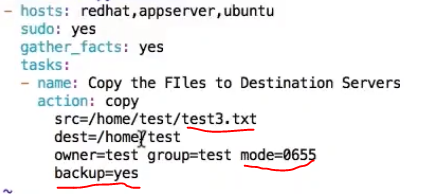 - hosts: redhat,appserver,ubuntu
  sudo: yes
  gather_facts: yes
  tasks:
  - name: Copy the FIles to Destination Servers
    action: copy
      src=/home/test/test3.txt
      dest=/home/test
      owner=test group=test mode=0655
      backup=yes
~